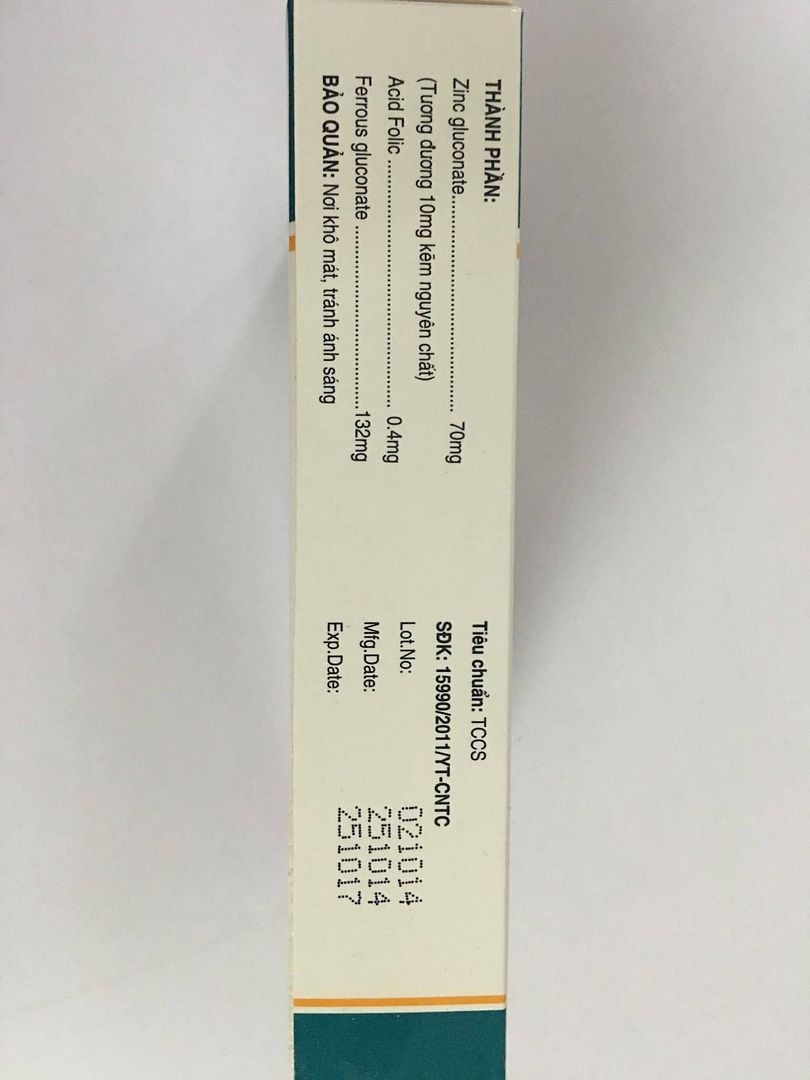 THÀNH PHẦN:
Zinc gluconate........................................ 70mg
(Tương đương 10mg kẽm nguyên chất)
Acid Folic ................................................ 0.4mg
Ferrous gluconate ...................................132mg
BẢO QUẢN: Nơi khô mát, tránh ánh sáng
Tiêu chuẩn: TCCS
SĐK: 15990/2011/YT-CNTC
Lot.No: 021014
Mfg.Date: 251014
Exp.Date: 251017